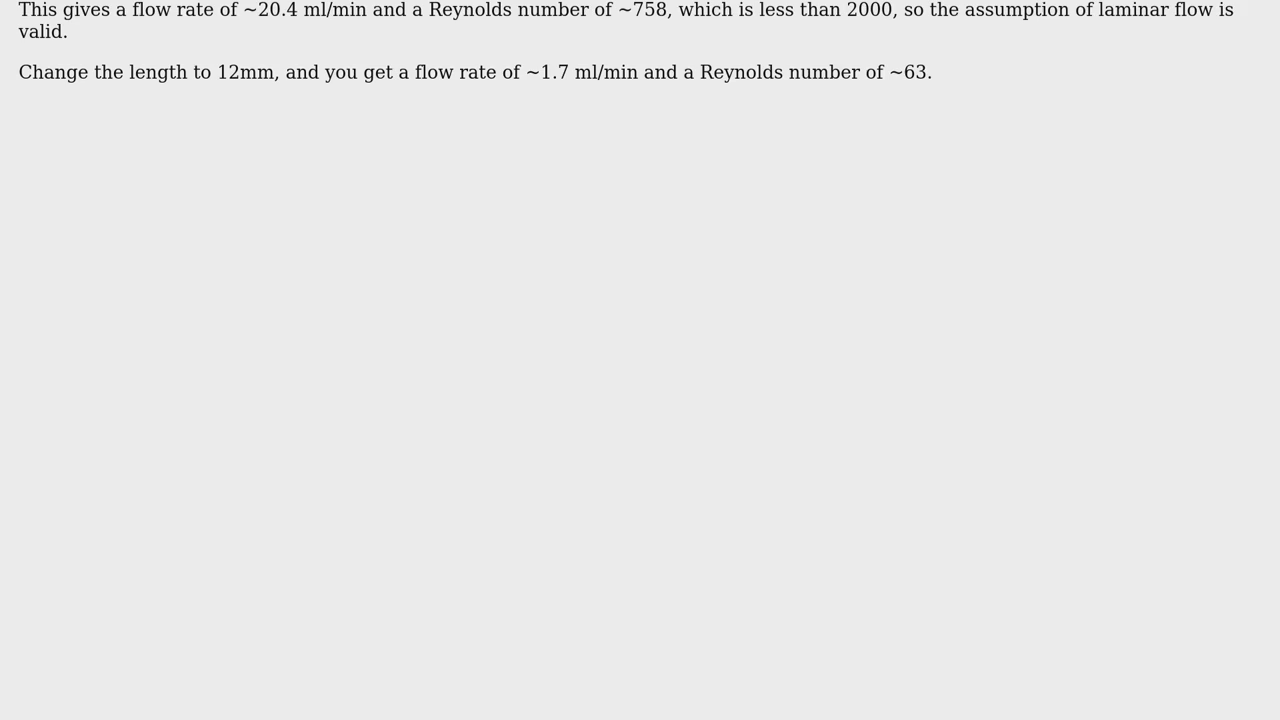 This gives a flow rate of ~20.4 ml/min and a Reynolds number of ~758, which is less than 2000, so the assumption of laminar flow is
valid.
Change the length to 12mm, and you get a flow rate of ~1.7 ml/min and a Reynolds number of ~63.